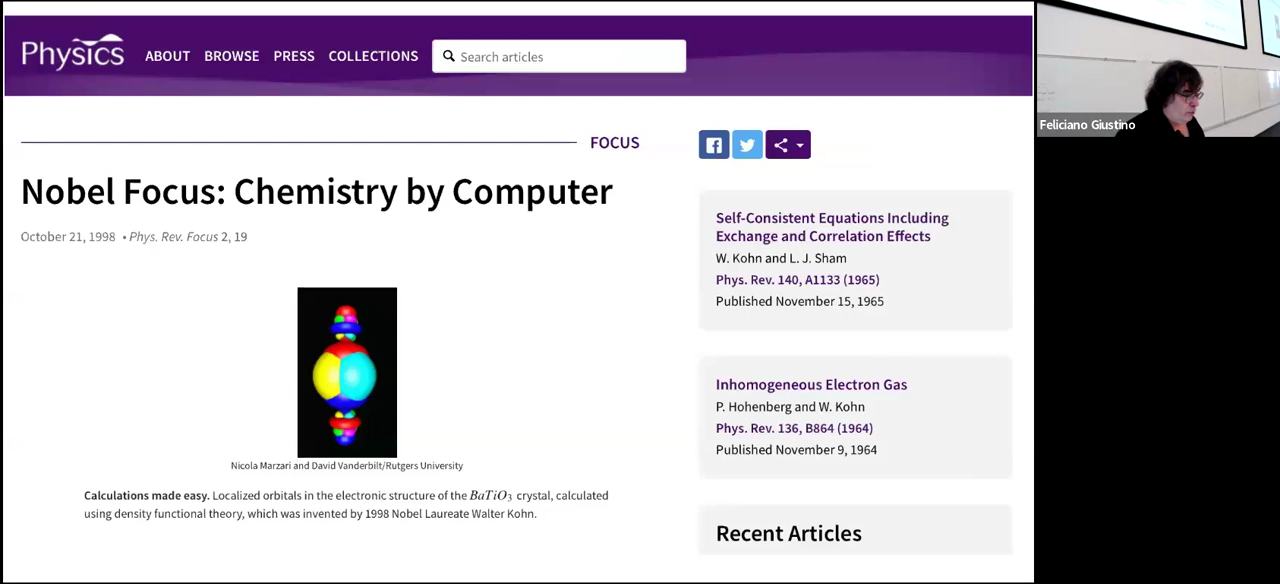 Physics
ABOUT BROWSE PRESS COLLECTIONS
Search articles
Feliciano Giustino
FOCUS
Nobel Focus: Chemistry by Computer
October 21, 1998 • Phys. Rev. Focus 2, 19
Nicola Marzari and David Vanderbilt/Rutgers University
Calculations made easy. Localized orbitals in the electronic structure of the BaTiO₃ crystal, calculated
using density functional theory, which was invented by 1998 Nobel Laureate Walter Kohn.
Self-Consistent Equations Including
Exchange and Correlation Effects
W. Kohn and L. J. Sham
Phys. Rev. 140, A1133 (1965)
Published November 15, 1965
Inhomogeneous Electron Gas
P. Hohenberg and W. Kohn
Phys. Rev. 136, B864 (1964)
Published November 9, 1964
Recent Articles